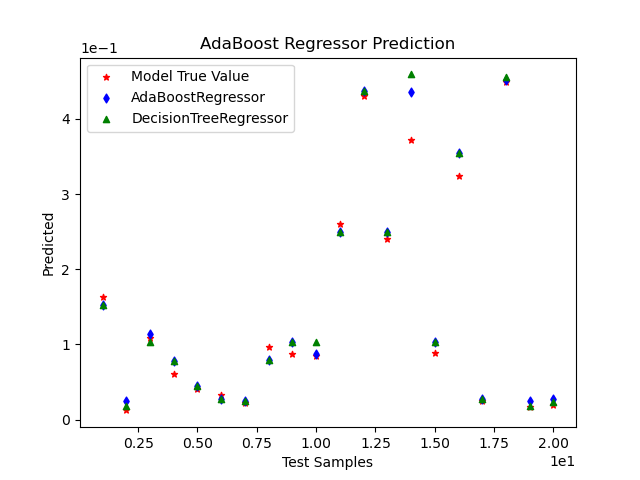 AdaBoost Regressor Prediction
1e−1
Model True Value
AdaBoostRegressor
DecisionTreeRegressor
4
3
2
1
0
Predicted
0.25 0.50 0.75 1.00 1.25 1.50 1.75 2.00
Test Samples
1e1